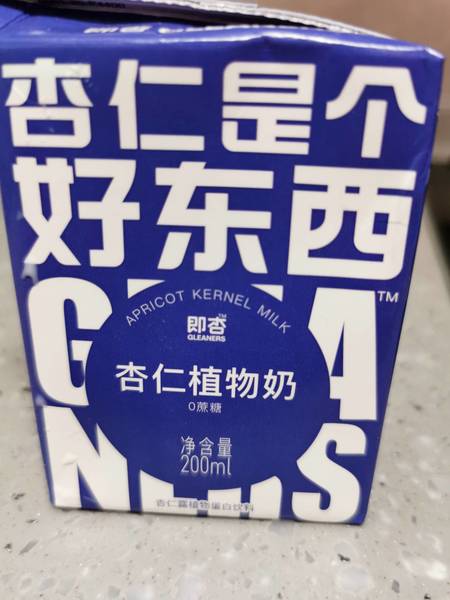 杏仁是个
好东西
TM
APRICOT KERNEL MILK
即杏
GLEANERS
杏仁植物奶
0蔗糖
净含量
200ml
杏仁露植物蛋白饮料